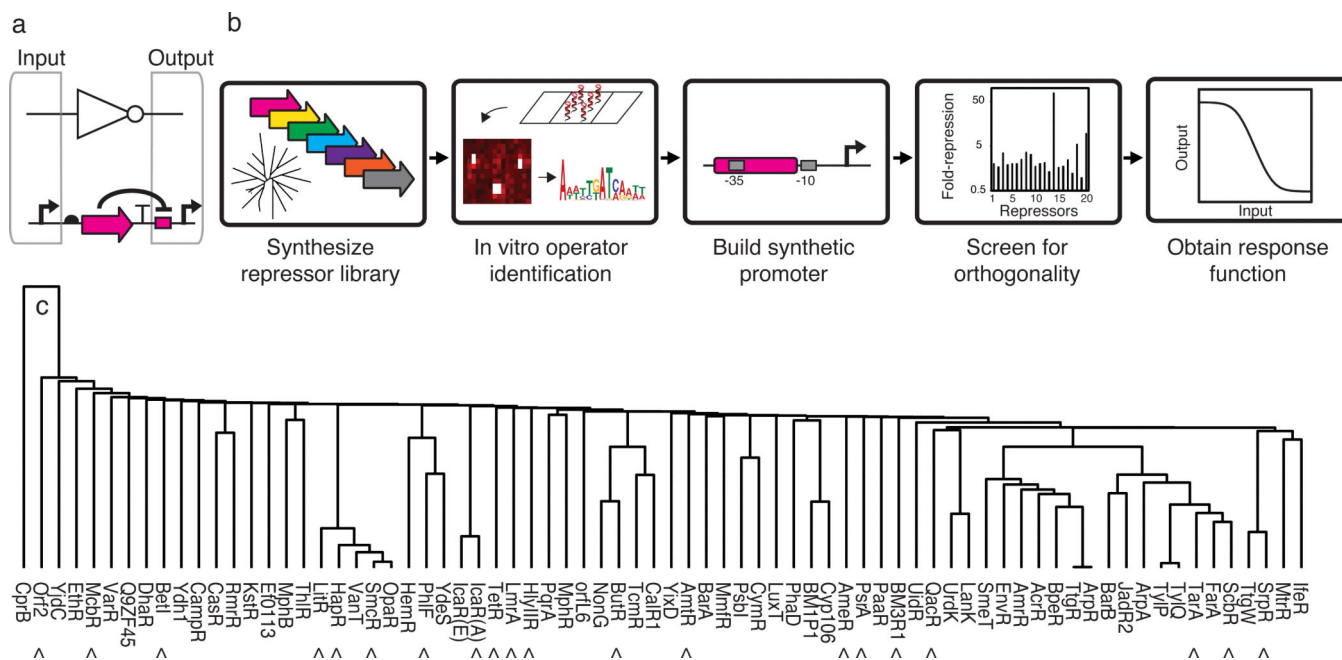 a
b
Input
Output
-35
-10
Fold-repression
50
5
0.5
1 5 10 15 20
Repressors
Output
Input
Synthesize
repressor library
In vitro operator
identification
Build synthetic
promoter
Screen for
orthogonality
Obtain response
function
c
CprB
Orf2
YjdC
EthR
McbR
VarR
Q9ZF45
DhaR
BetI
Ydh1
CampR
CasR
RmrR
KstR
Ef0113
MphB
ThlR
LitR
HapR
VanT
SmcR
OpaR
HemR
PhlF
YdeS
IcaR(E)
IcaR(A)
TetR
LmrA
HlyIIR
PqrA
MphR
orfL6
NonG
ButR
TcmR
CalR1
YixD
AmtR
BarA
MmfR
PsbI
CymR
LuxT
PhaD
BM1P1
Cyp106
AmeR
PsrA
PaaR
BM3R1
UidR
QacR
UrdK
LanK
SmeT
EnvR
AmrR
AcrR
BpeR
TtgR
ArpR
BarB
JadR2
ArpA
TylP
TylQ
TarA
FarA
ScbR
TtgW
SrpR
MtrR
IfeR